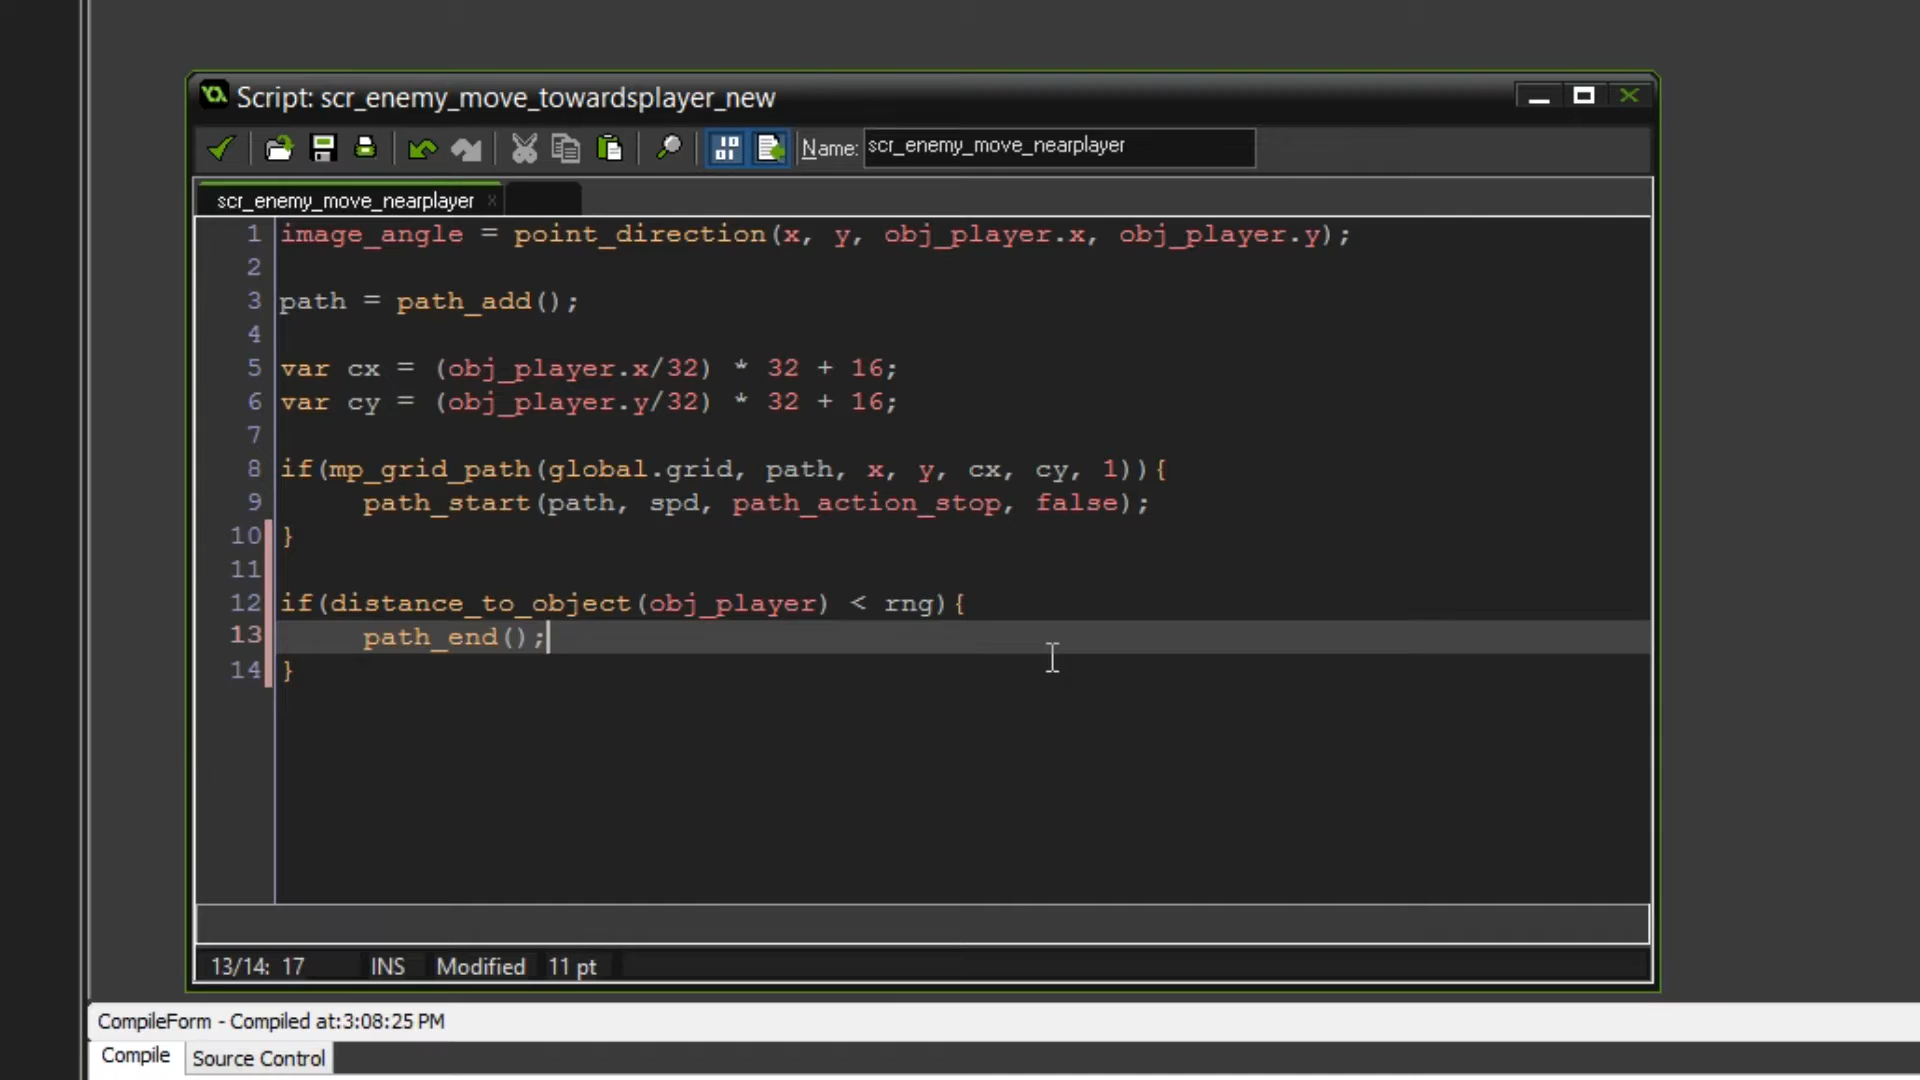 Script: scr_enemy_move_towardsplayer_new
Name: scr_enemy_move_nearplayer
scr_enemy_move_nearplayer x
1 image_angle = point_direction(x, y, obj_player.x, obj_player.y);
2
3 path = path_add();
4
5 var cx = (obj_player.x/32) * 32 + 16;
6 var cy = (obj_player.y/32) * 32 + 16;
7
8 if(mp_grid_path(global.grid, path, x, y, cx, cy, 1)){
9 path_start(path, spd, path_action_stop, false);
10 }
11
12 if(distance_to_object(obj_player) < rng){
13 path_end();
14 }
13/14: 17 INS Modified 11 pt
CompileForm - Compiled at:3:08:25 PM
Compile Source Control